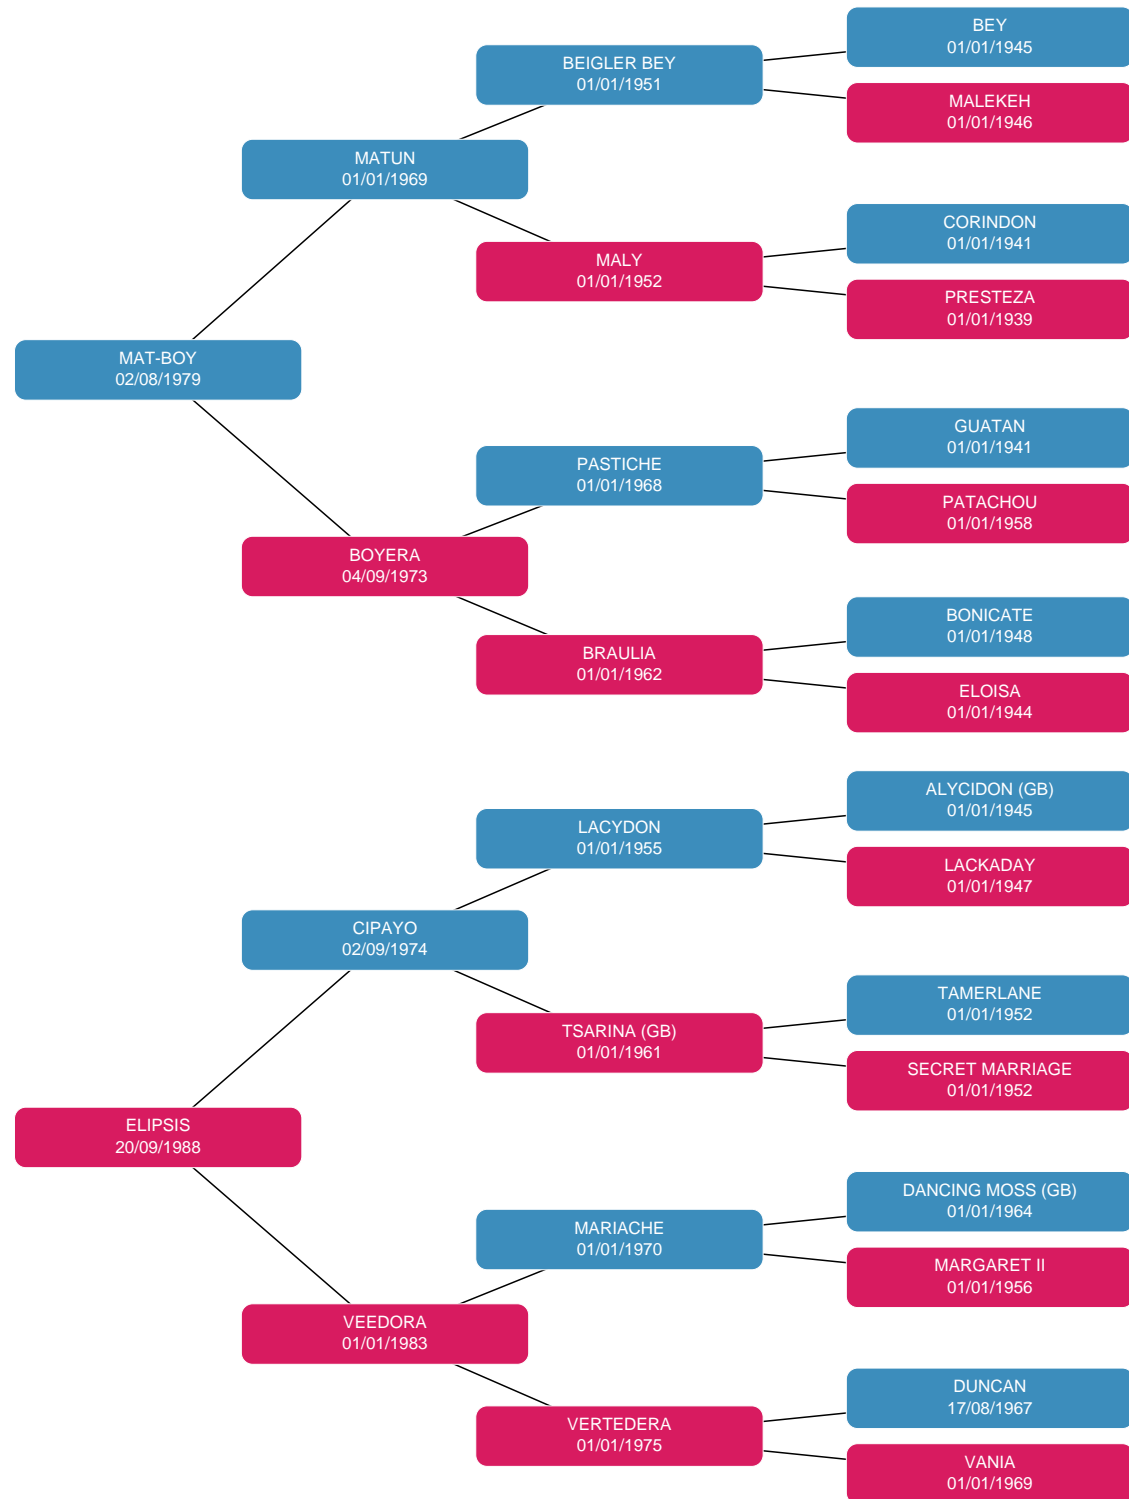 BEY
01/01/1945
BEIGLER BEY
01/01/1951
MALEKEH
01/01/1946
MATUN
01/01/1969
CORINDON
01/01/1941
MALY
01/01/1952
PRESTEZA
01/01/1939
MAT-BOY
02/08/1979
GUATAN
01/01/1941
PASTICHE
01/01/1968
PATACHOU
01/01/1958
BOYERA
04/09/1973
BONICATE
01/01/1948
BRAULIA
01/01/1962
ELOISA
01/01/1944
ALYCIDON (GB)
01/01/1945
LACYDON
01/01/1955
LACKADAY
01/01/1947
CIPAYO
02/09/1974
TAMERLANE
01/01/1952
TSARINA (GB)
01/01/1961
SECRET MARRIAGE
01/01/1952
ELIPSIS
20/09/1988
DANCING MOSS (GB)
01/01/1964
MARIACHE
01/01/1970
MARGARET II
01/01/1956
VEEDORA
01/01/1983
DUNCAN
17/08/1967
VERTEDERA
01/01/1975
VANIA
01/01/1969